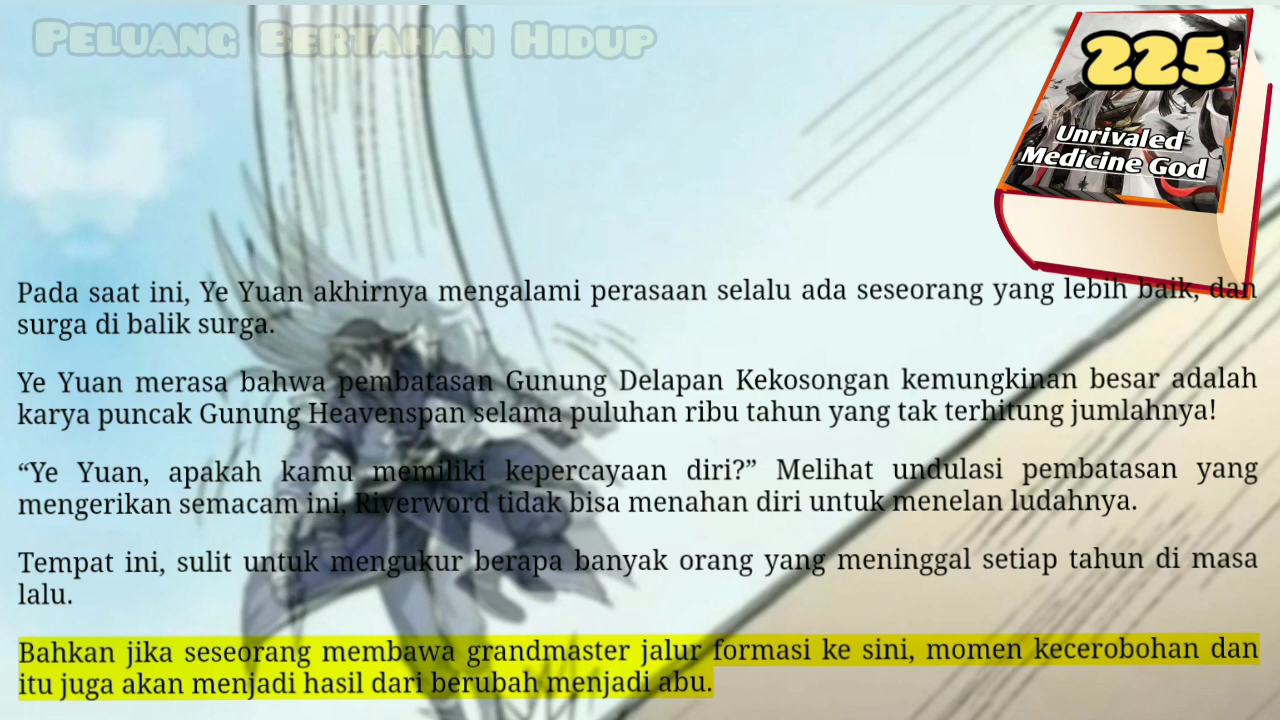 Peluang Bertahan Hidup
225
Unrivaled
Medicine God
Pada saat ini, Ye Yuan akhirnya mengalami perasaan selalu ada seseorang yang lebih baik, dan
surga di balik surga.
Ye Yuan merasa bahwa pembatasan Gunung Delapan Kekosongan kemungkinan besar adalah
karya puncak Gunung Heavenspan selama puluhan ribu tahun yang tak terhitung jumlahnya!
“Ye Yuan, apakah kamu memiliki kepercayaan diri?” Melihat undulasi pembatasan yang
mengerikan semacam ini, Riverword tidak bisa menahan diri untuk menelan ludahnya.
Tempat ini, sulit untuk mengukur berapa banyak orang yang meninggal setiap tahun di masa
lalu.
Bahkan jika seseorang membawa grandmaster jalur formasi ke sini, momen kecerobohan dan
itu juga akan menjadi hasil dari berubah menjadi abu.